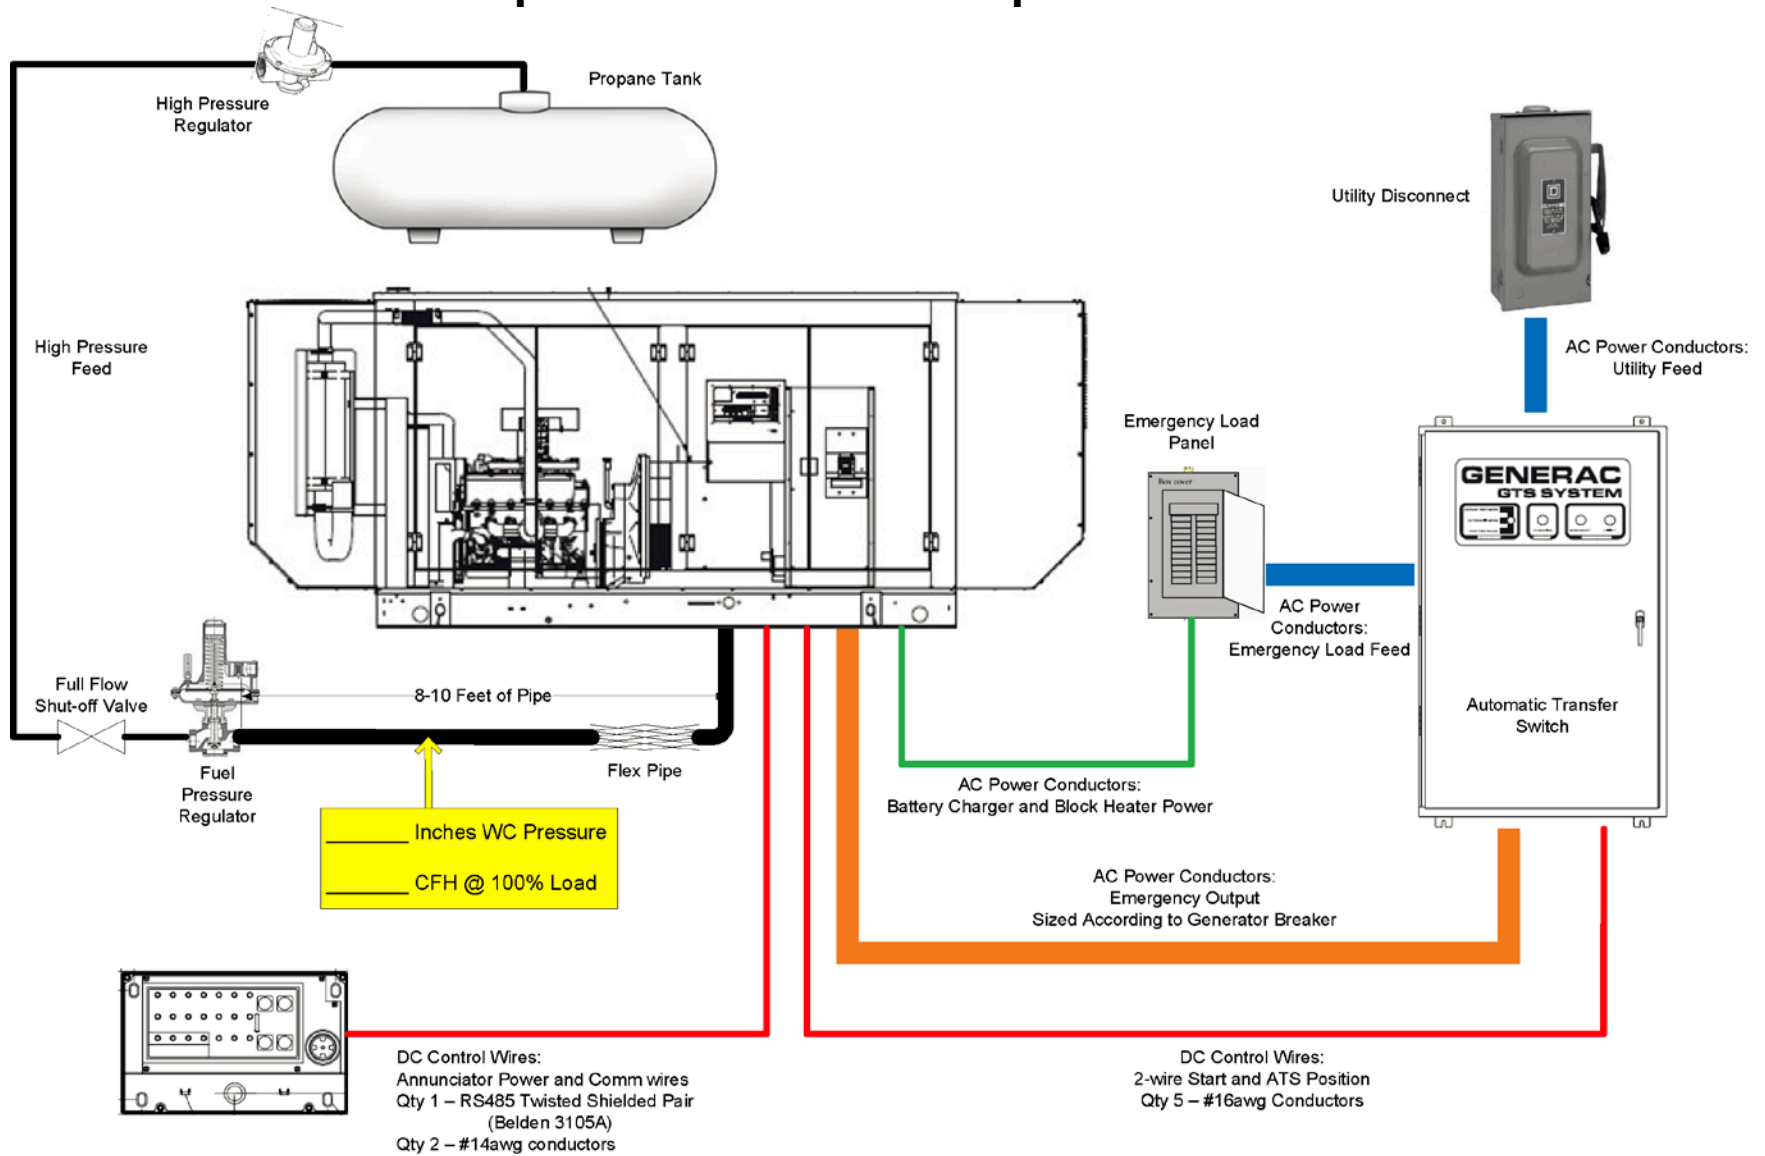 Propane Tank
High Pressure
Regulator
Utility Disconnect
High Pressure
Feed
AC Power Conductors:
Utility Feed
Emergency Load
Panel
Box cover
GENERAC
GTS SYSTEM
AC Power
Conductors:
Emergency Load Feed
Full Flow
Shut-off Valve
8-10 Feet of Pipe
Automatic Transfer
Switch
Fuel
Pressure
Regulator
Flex Pipe
AC Power Conductors:
Battery Charger and Block Heater Power
______ Inches WC Pressure
______ CFH @ 100% Load
AC Power Conductors:
Emergency Output
Sized According to Generator Breaker
DC Control Wires:
Annunciator Power and Comm wires
Qty 1 – RS485 Twisted Shielded Pair
(Belden 3105A)
Qty 2 – #14awg conductors
DC Control Wires:
2-wire Start and ATS Position
Qty 5 – #16awg Conductors